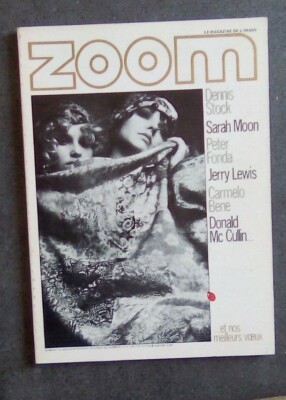 LE MAGAZINE DE L'IMAGE
zoom
Dennis
Stock
Sarah Moon
Peter
Fonda
Jerry Lewis
Carmelo
Bene
Donald
Mc Cullin...
et nos
meilleurs vœux